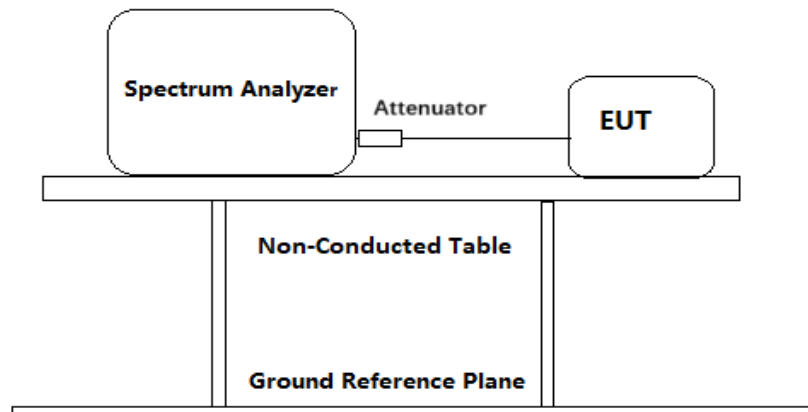 Spectrum Analyzer
Attenuator
EUT
Non-Conducted Table
Ground Reference Plane